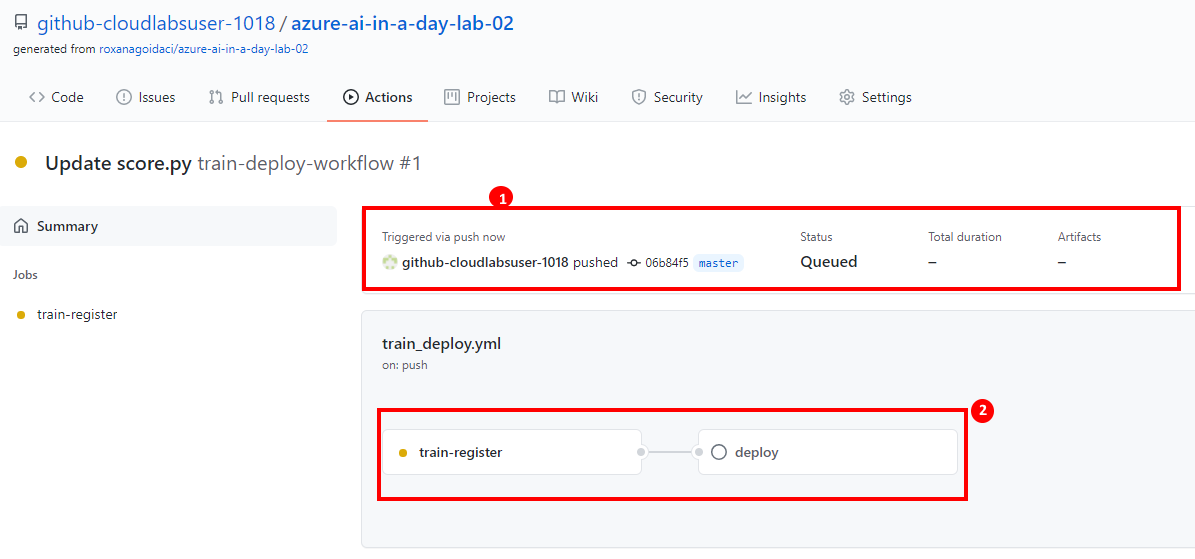 github-cloudlabsuser-1018 / azure-ai-in-a-day-lab-02
generated from roxanagoidaci/azure-ai-in-a-day-lab-02
Code Issues Pull requests Actions Projects Wiki Security Insights Settings
Update score.py train-deploy-workflow #1
1
Summary
Triggered via push now Status Total duration Artifacts
github-cloudlabsuser-1018 pushed 06b84f5 master Queued – –
Jobs
train-register
train_deploy.yml
on: push
2
train-register deploy